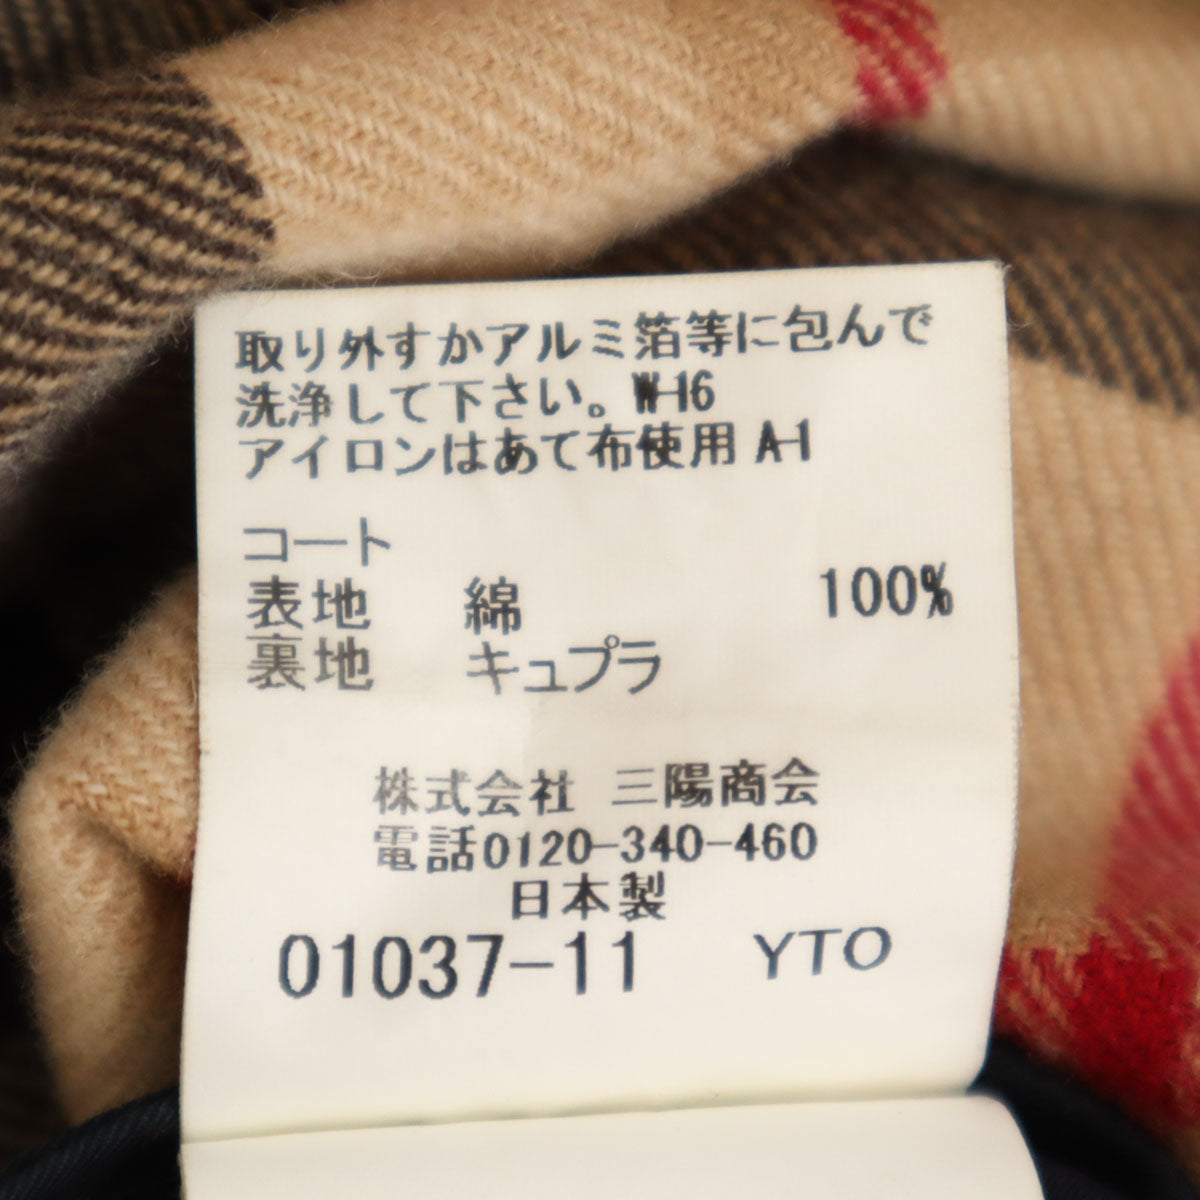 取り外すかアルミ箔等に包んで
洗浄して下さい。W-16
アイロンはあて布使用 A-1
コート
表地 綿 100%
裏地 キュプラ
株式会社 三陽商会
電話0120-340-460
日本製
01037-11 YTO